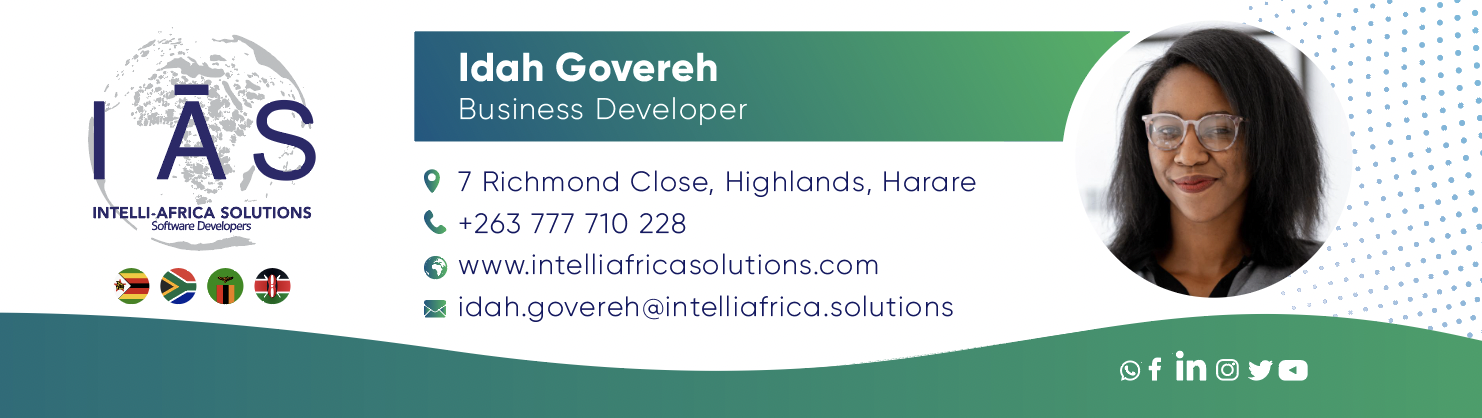 I Ā S
INTELLI-AFRICA SOLUTIONS
Software Developers
Idah Govereh
Business Developer
7 Richmond Close, Highlands, Harare
+263 777 710 228
www.intelliafricasolutions.com
idah.govereh@intelliafrica.solutions